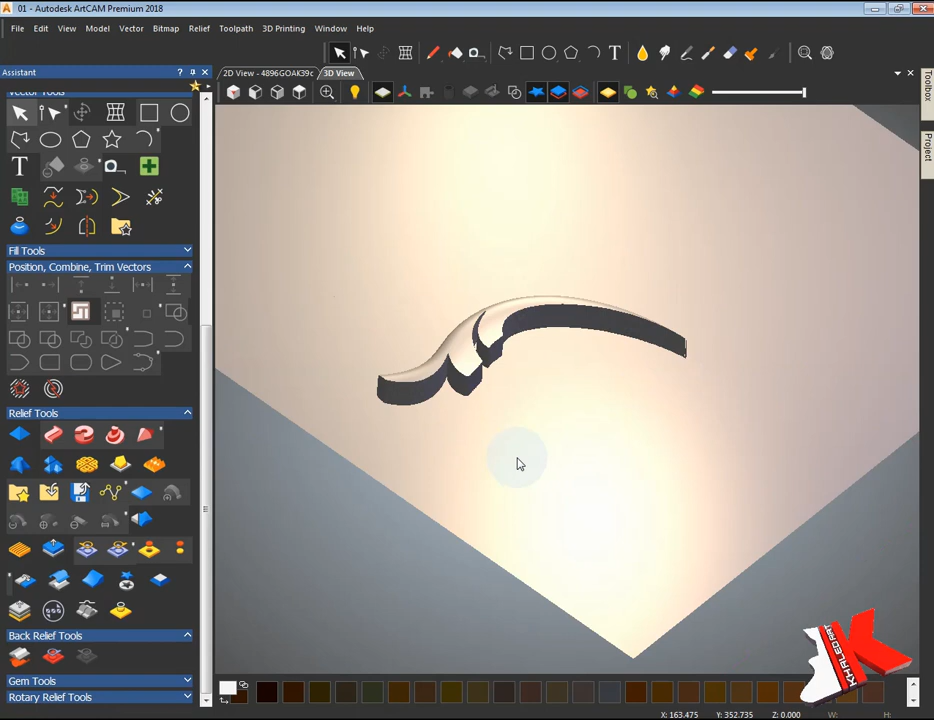 01 - Autodesk ArtCAM Premium 2018
File Edit View Model Vector Bitmap Relief Toolpath 3D Printing Window Help
Assistant
2D View - 4896GOAK39c
3D View
Vector Tools
Fill Tools
Position, Combine, Trim Vectors
Relief Tools
Back Relief Tools
Gem Tools
Rotary Relief Tools
Toolbox
Project
KHALED ART
X: 163.475 Y: 352.735 Z: 0.000 W: H: